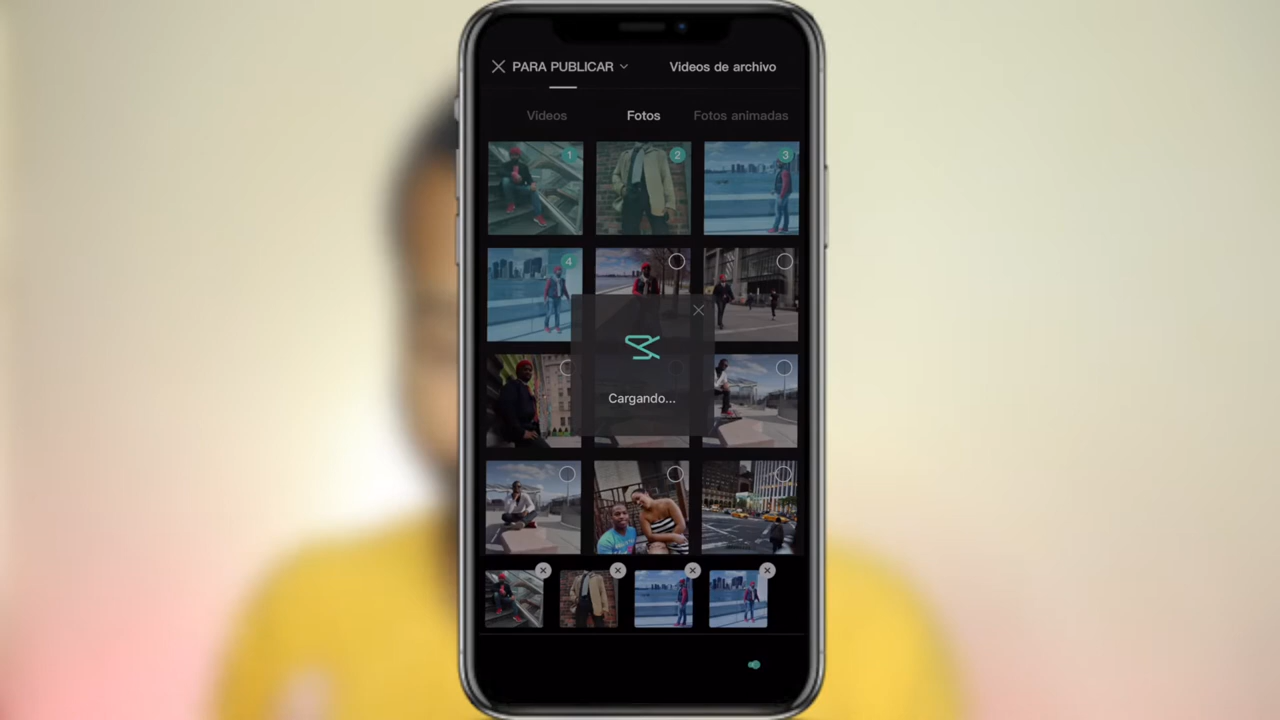 PARA PUBLICAR
Videos de archivo
Videos
Fotos
Fotos animadas
1
2
3
4
Cargando...